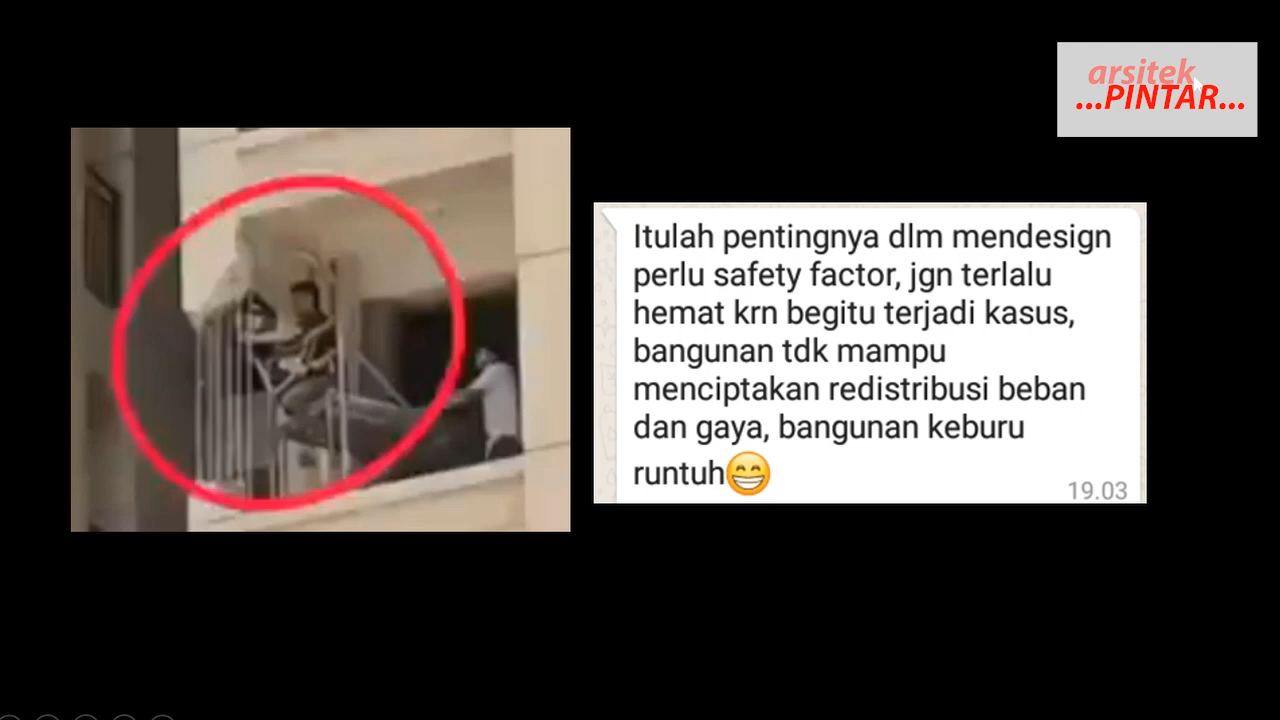 arsitek
...PINTAR...
Itulah pentingnya dlm mendesign
perlu safety factor, jgn terlalu
hemat krn begitu terjadi kasus,
bangunan tdk mampu
menciptakan redistribusi beban
dan gaya, bangunan keburu
runtuh😁
19.03